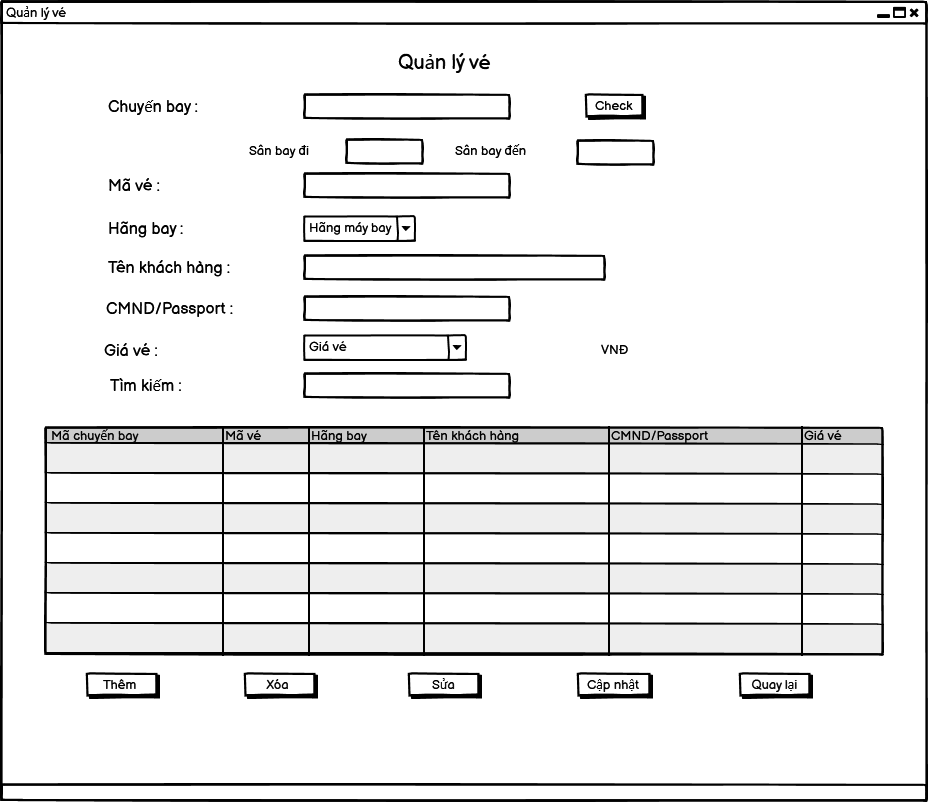 Quản lý vé
Quản lý vé
Chuyến bay :
Check
Sân bay đi
Sân bay đến
Mã vé :
Hãng bay :
Hãng máy bay
Tên khách hàng :
CMND/Passport :
Giá vé :
Giá vé
VNĐ
Tìm kiếm :
Mã chuyến bay Mã vé Hãng bay Tên khách hàng CMND/Passport Giá vé
Thêm Xóa Sửa Cập nhật Quay lại